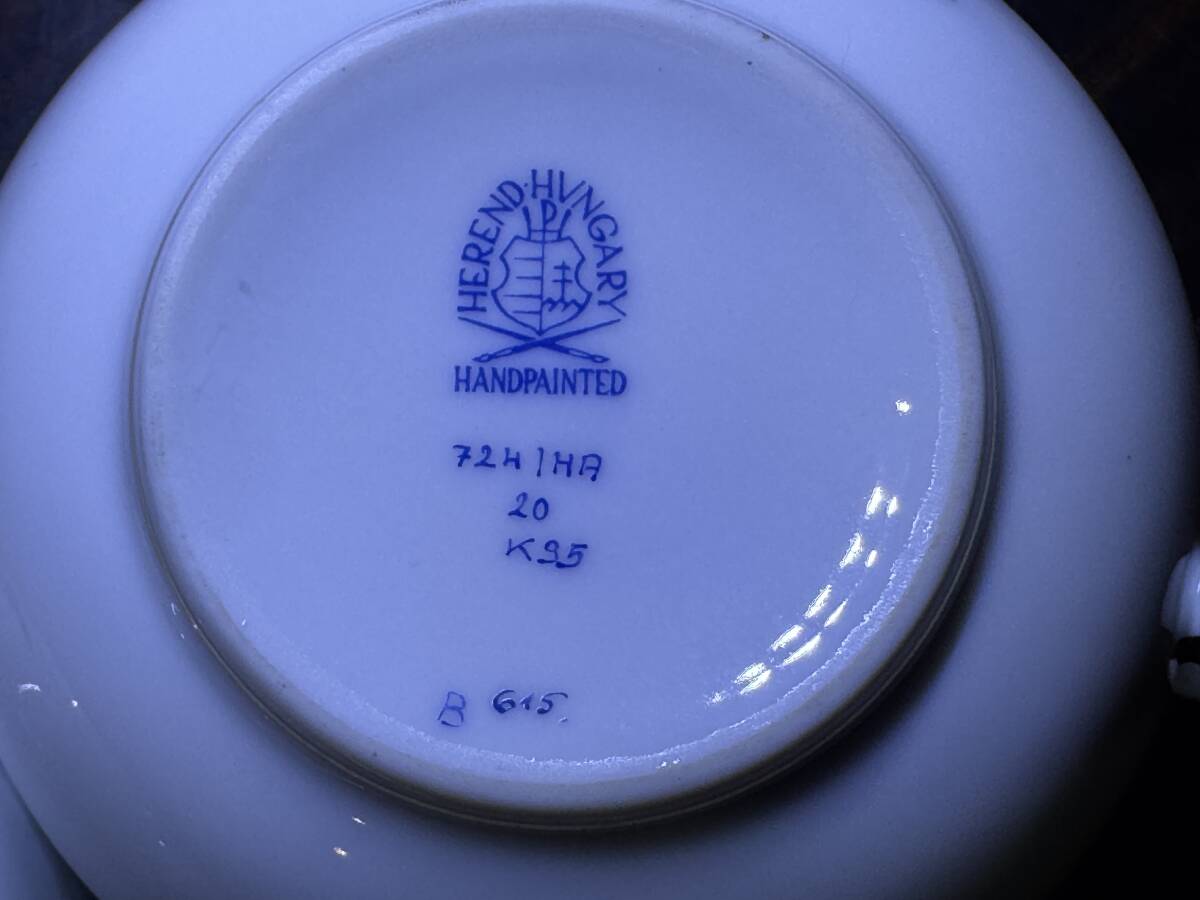 HEREND·HVNGARY
HANDPAINTED
724/HA
20
K95
B 615.